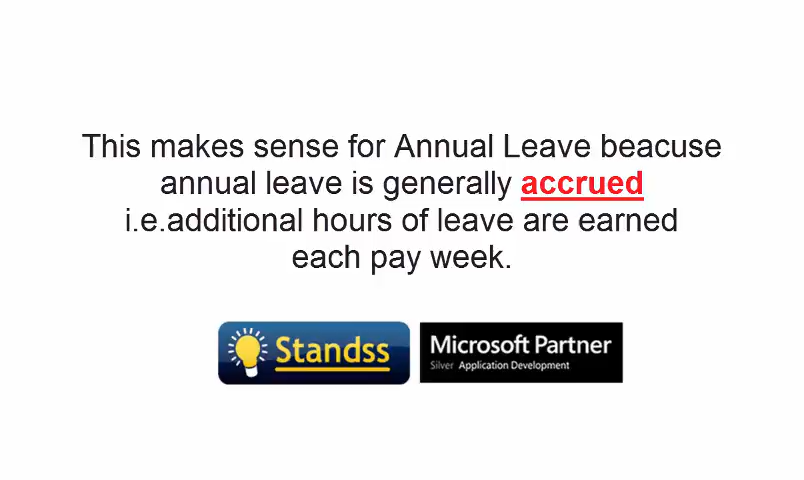 This makes sense for Annual Leave beacuse
annual leave is generally accrued
i.e.additional hours of leave are earned
each pay week.
Standss
Microsoft Partner
Silver Application Development